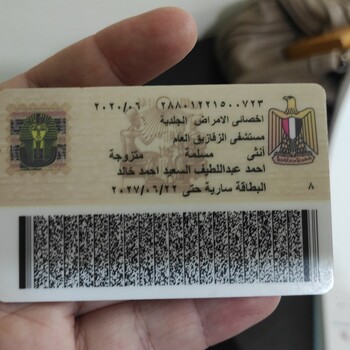 ٢٨٨٠١٢٢١٥٠٠٧٢٣ ٢٠٢٠/٠٦
اخصائى الامراض الجلدية
مستشفى الزقازيق العام
أنثى مسلمة متزوجة
احمد عبداللطيف السعيد احمد خالد
البطاقة سارية حتى ٢٠٢٧/٠٦/٢٢
٨